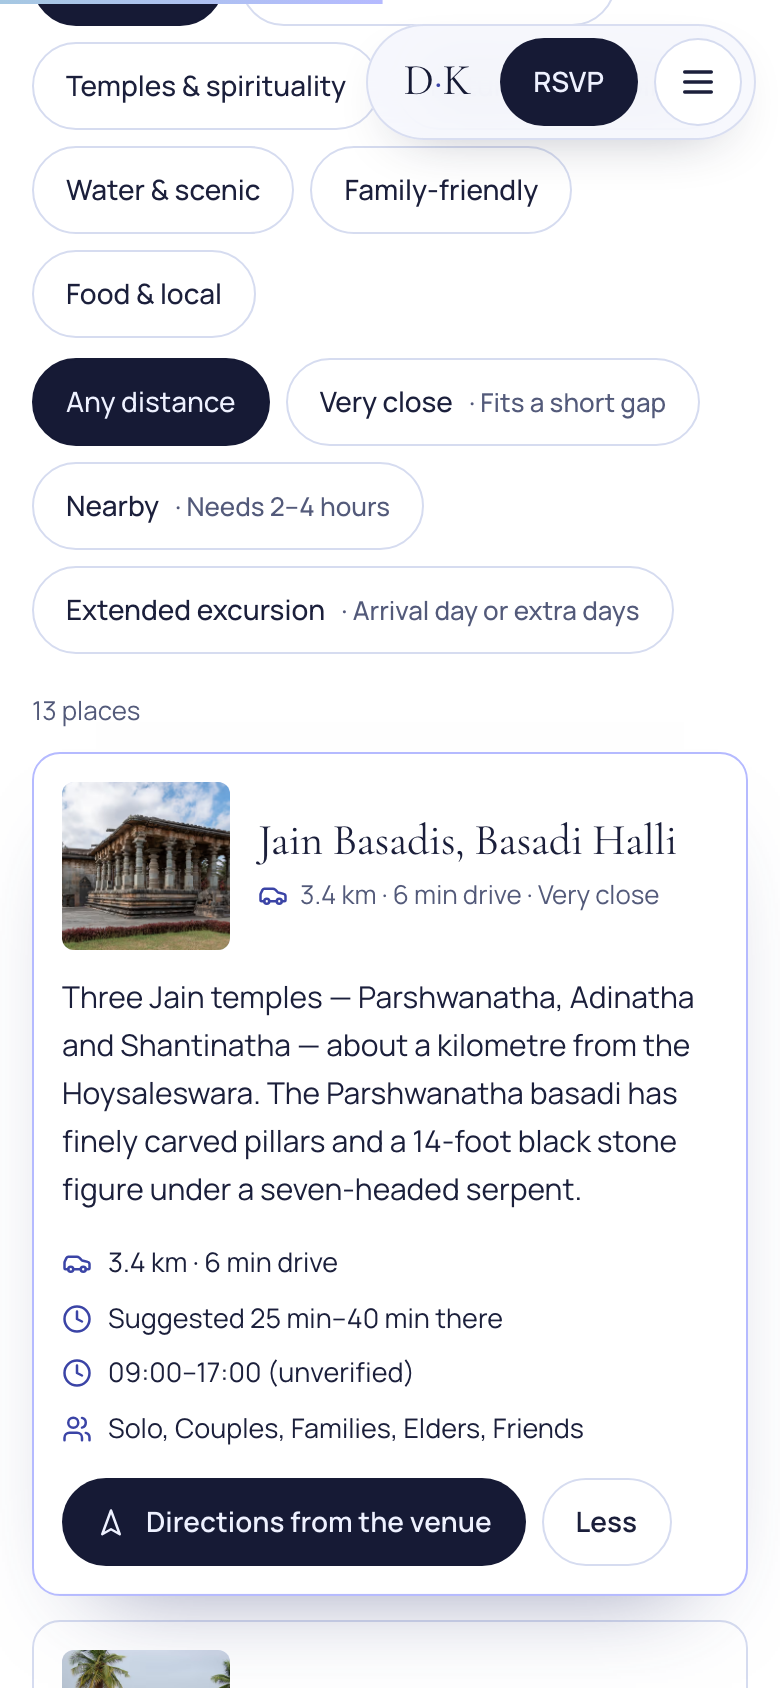 Temples & spirituality
D·K
RSVP
Water & scenic
Family-friendly
Food & local
Any distance
Very close · Fits a short gap
Nearby · Needs 2–4 hours
Extended excursion · Arrival day or extra days
13 places
Jain Basadis, Basadi Halli
3.4 km · 6 min drive · Very close
Three Jain temples — Parshwanatha, Adinatha
and Shantinatha — about a kilometre from the
Hoysaleswara. The Parshwanatha basadi has
finely carved pillars and a 14-foot black stone
figure under a seven-headed serpent.
3.4 km · 6 min drive
Suggested 25 min–40 min there
09:00–17:00 (unverified)
Solo, Couples, Families, Elders, Friends
Directions from the venue
Less